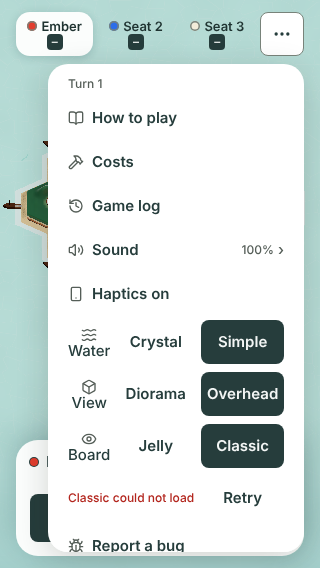 Ember
Seat 2
Seat 3
Turn 1
How to play
Costs
Game log
Sound 100%
Haptics on
Water Crystal Simple
View Diorama Overhead
Board Jelly Classic
Classic could not load Retry
Report a bug